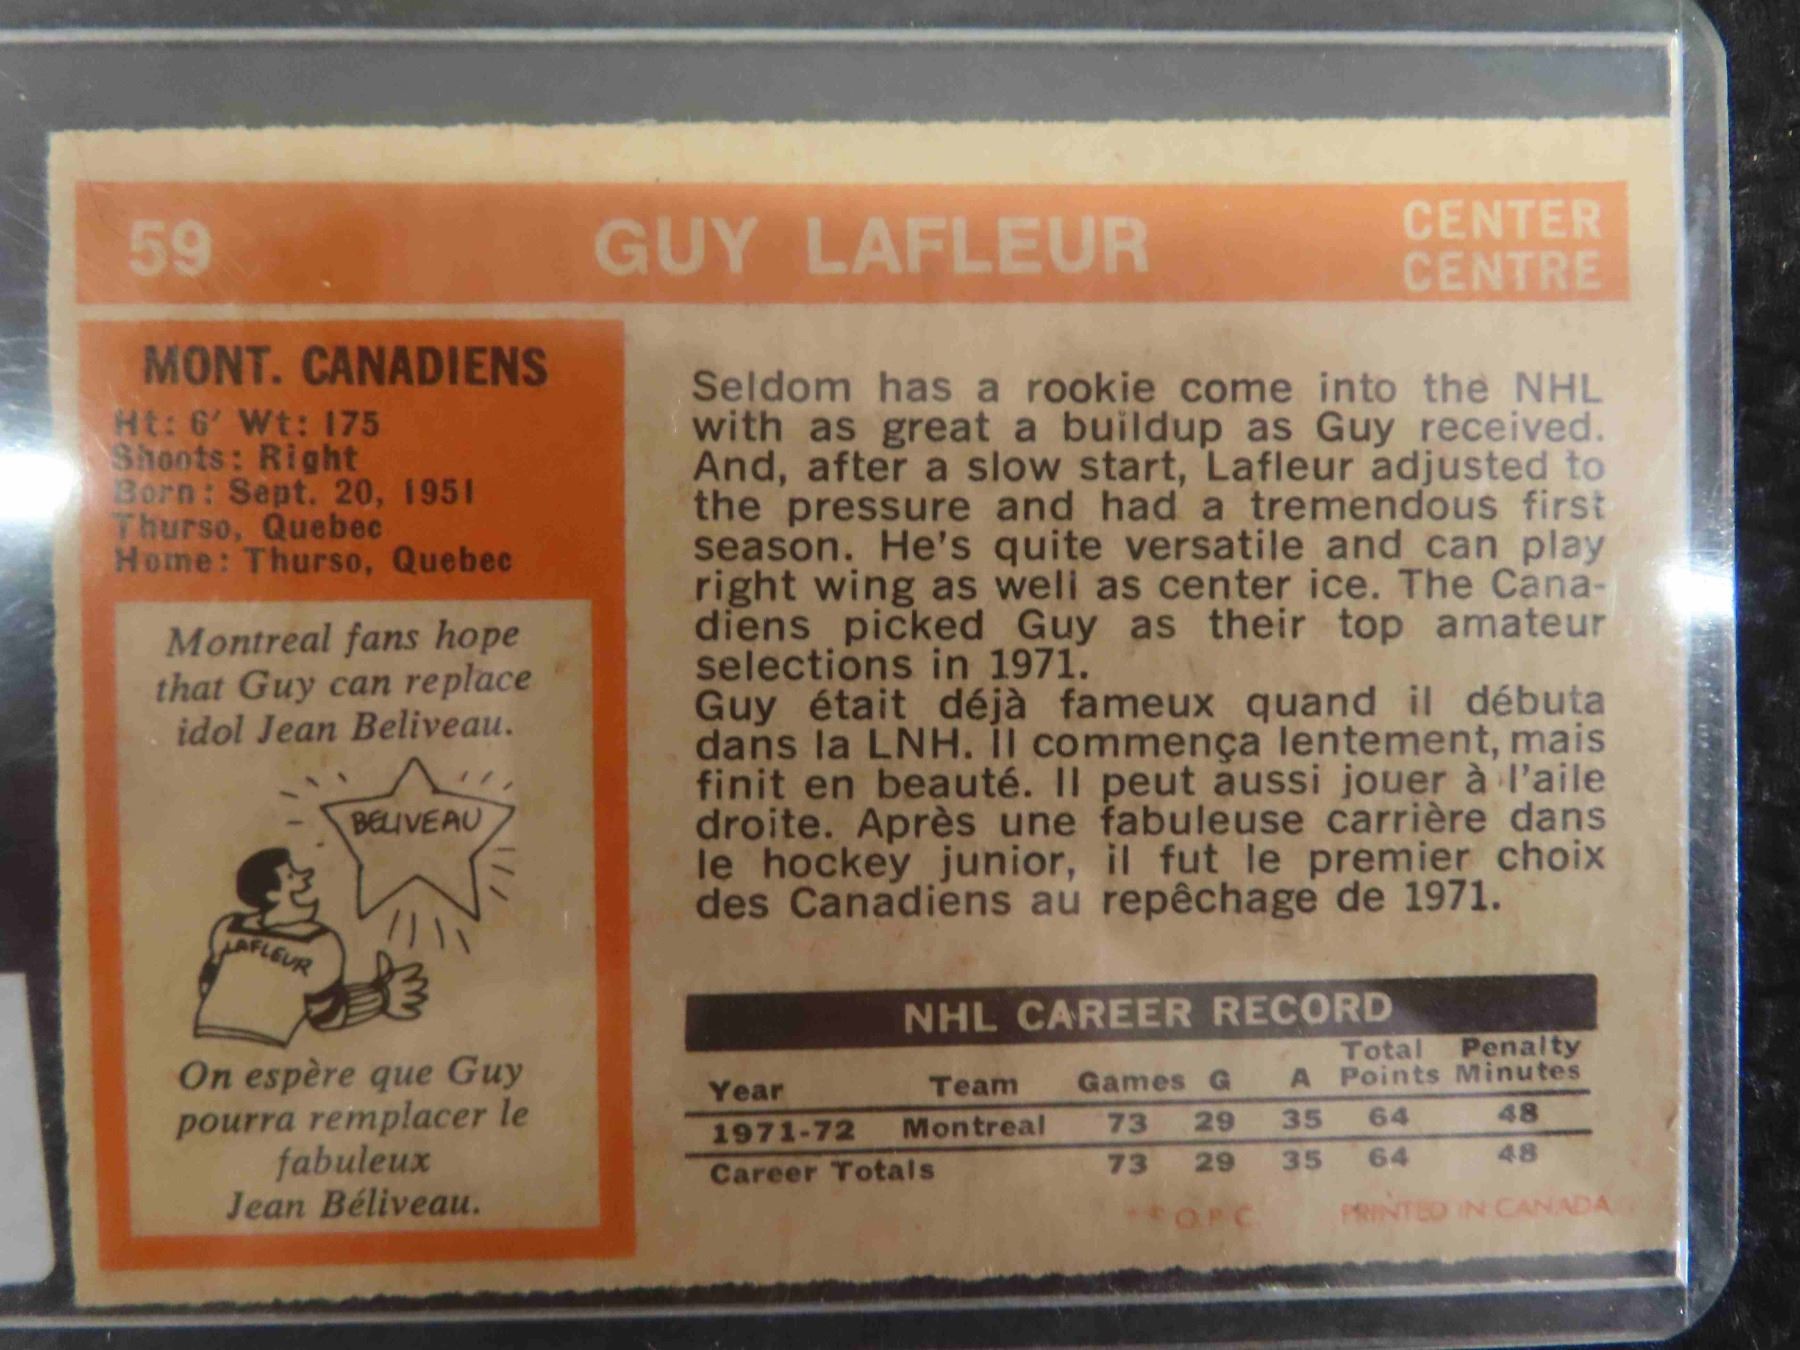 59
GUY LAFLEUR
CENTER
CENTRE
MONT. CANADIENS
Ht: 6' Wt: 175
Shoots: Right
Born: Sept. 20, 1951
Thurso, Quebec
Home: Thurso, Quebec
Montreal fans hope
that Guy can replace
idol Jean Beliveau.
BELIVEAU
LAFLEUR
On espère que Guy
pourra remplacer le
fabuleux
Jean Béliveau.
Seldom has a rookie come into the NHL
with as great a buildup as Guy received.
And, after a slow start, Lafleur adjusted to
the pressure and had a tremendous first
season. He's quite versatile and can play
right wing as well as center ice. The Cana-
diens picked Guy as their top amateur
selections in 1971.
Guy était déjà fameux quand il débuta
dans la LNH. Il commença lentement, mais
finit en beauté. Il peut aussi jouer à l'aile
droite. Après une fabuleuse carrière dans
le hockey junior, il fut le premier choix
des Canadiens au repêchage de 1971.
NHL CAREER RECORD
Year Team Games G A Total Points Penalty Minutes
1971-72 Montreal 73 29 35 64 48
Career Totals 73 29 35 64 48
O.P.C. PRINTED IN CANADA